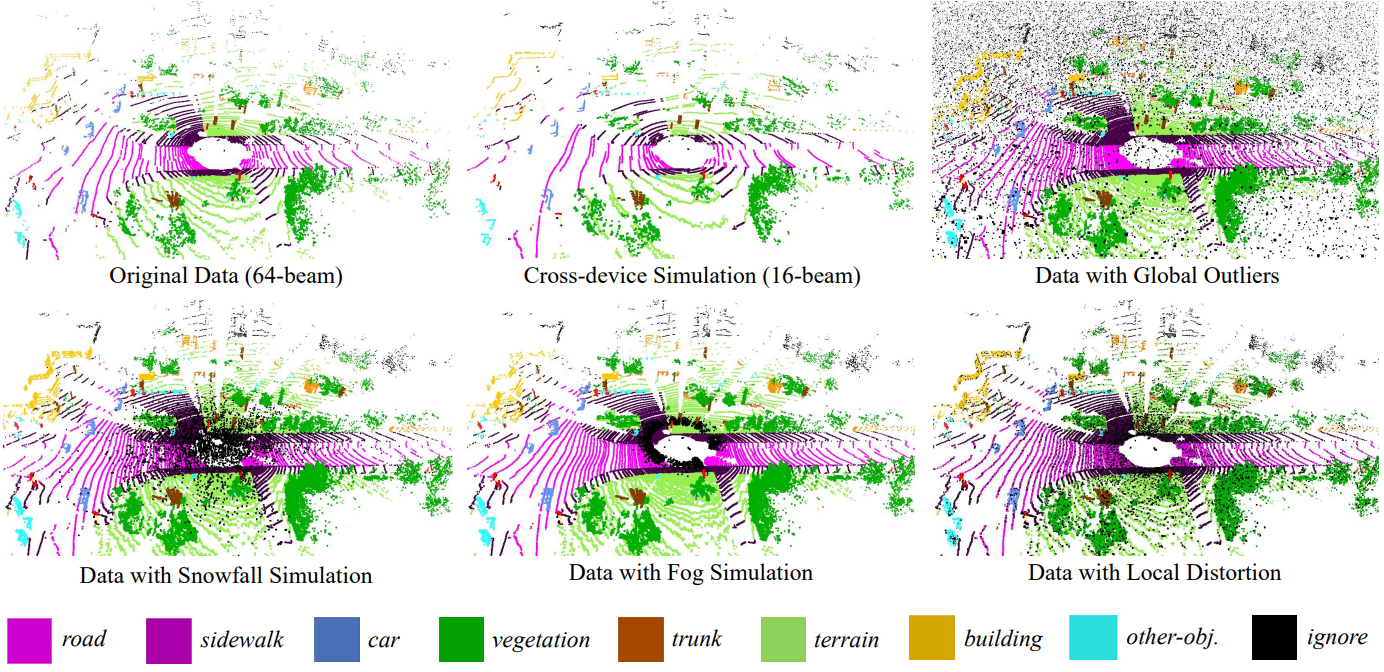 Original Data (64-beam)
Cross-device Simulation (16-beam)
Data with Global Outliers
Data with Snowfall Simulation
Data with Fog Simulation
Data with Local Distortion
road
sidewalk
car
vegetation
trunk
terrain
building
other-obj.
ignore